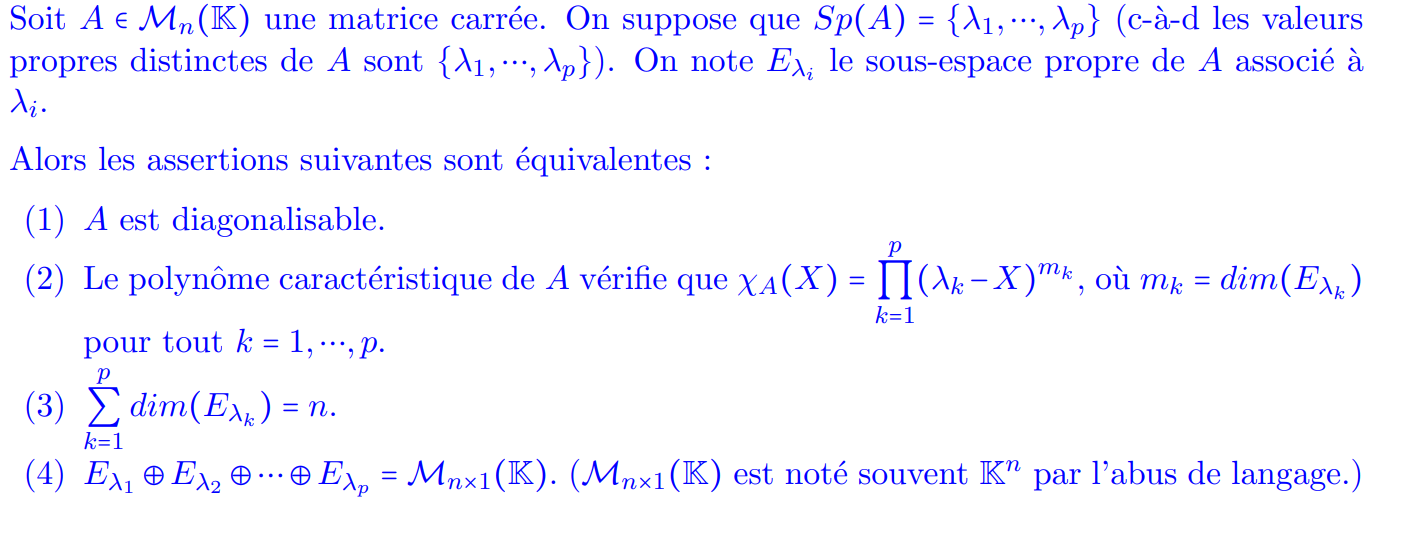 Soit $A \in \mathcal{M}_n(\mathbb{K})$ une matrice carrée. On suppose que $Sp(A) = \{\lambda_1, \cdots, \lambda_p\}$ (c-à-d les valeurs
propres distinctes de $A$ sont $\{\lambda_1, \cdots, \lambda_p\}$). On note $E_{\lambda_i}$ le sous-espace propre de $A$ associé à
$\lambda_i$.
Alors les assertions suivantes sont équivalentes :
(1) $A$ est diagonalisable.
(2) Le polynôme caractéristique de $A$ vérifie que $\chi_A(X) = \prod_{k=1}^{p} (\lambda_k - X)^{m_k}$, où $m_k = dim(E_{\lambda_k})$
pour tout $k = 1, \cdots, p$.
(3) $\sum_{k=1}^{p} dim(E_{\lambda_k}) = n$.
(4) $E_{\lambda_1} \oplus E_{\lambda_2} \oplus \cdots \oplus E_{\lambda_p} = \mathcal{M}_{n \times 1}(\mathbb{K})$. ($\mathcal{M}_{n \times 1}(\mathbb{K})$ est noté souvent $\mathbb{K}^n$ par l'abus de langage.)